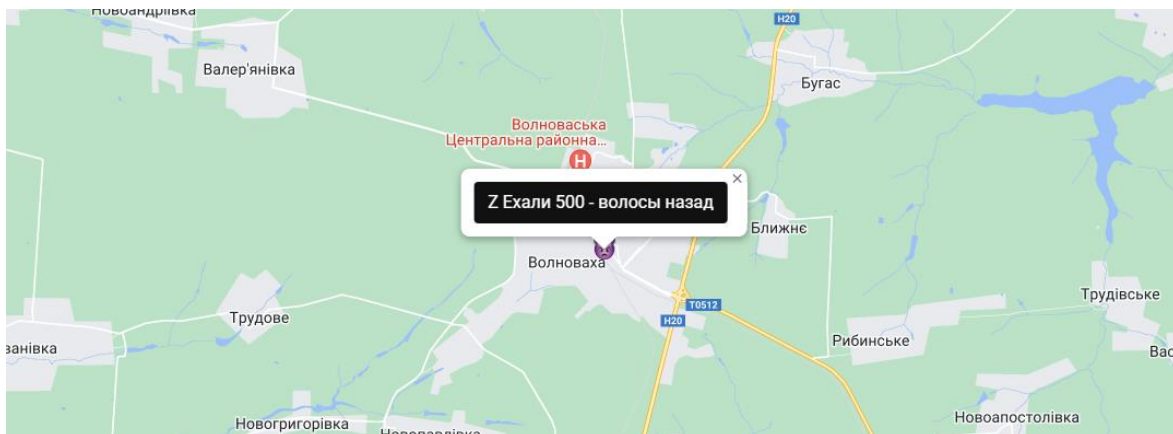 Новоандріївка
H20
Валер'янівка
Бугас
Волноваська
Центральна районна...
H
Z Ехали 500 - волосы назад
Ближнє
Волноваха
Трудівське
T0512
Трудове
H20
Рибинське
Новогригорівка
Новоапостолівка